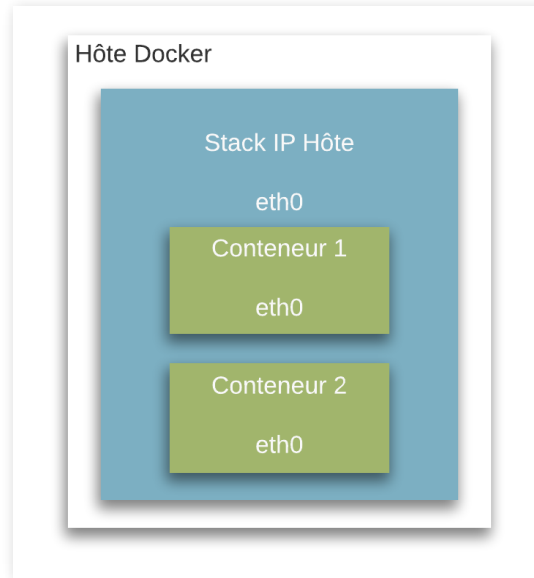 Hôte Docker
Stack IP Hôte
eth0
Conteneur 1
eth0
Conteneur 2
eth0